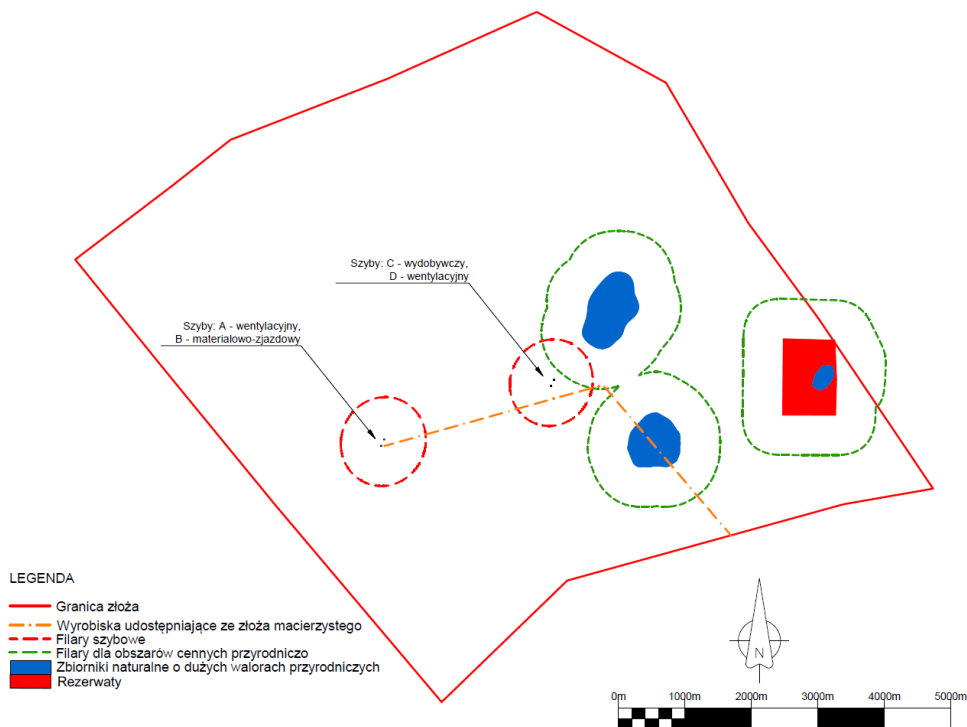 Szyby: C - wydobywczy,
D - wentylacyjny
Szyby: A - wentylacyjny,
B - materialowo-zjazdowy
LEGENDA
Granica złoża
Wyrobiska udostępniające ze złoża macierzystego
Filary szybowe
Filary dla obszarów cennych przyrodniczo
Zbiorniki naturalne o dużych walorach przyrodniczych
Rezerwaty
N
0m 1000m 2000m 3000m 4000m 5000m